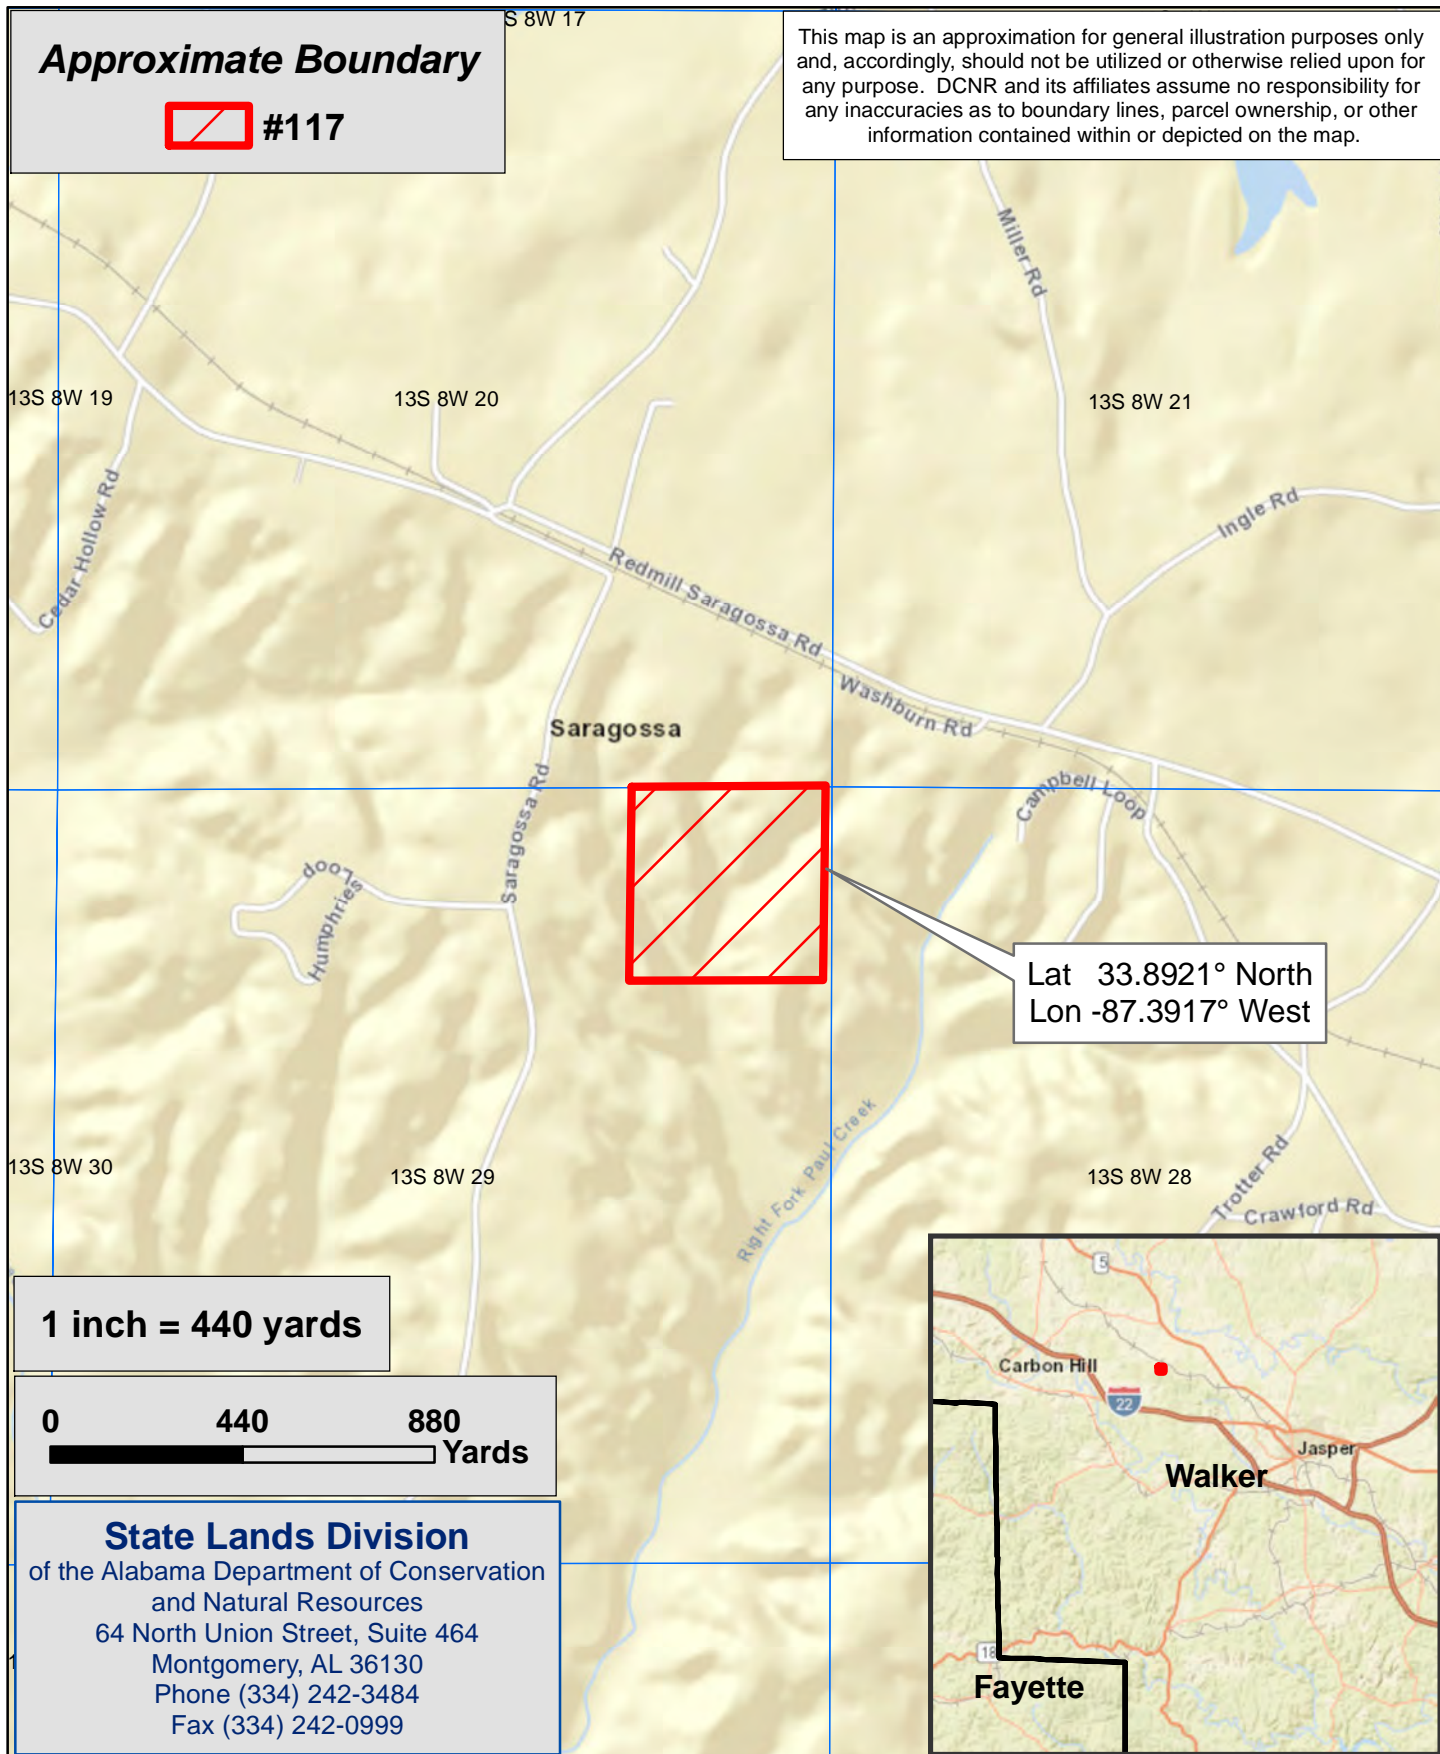 S 8W 17
Approximate Boundary
#117
This map is an approximation for general illustration purposes only
and, accordingly, should not be utilized or otherwise relied upon for
any purpose. DCNR and its affiliates assume no responsibility for
any inaccuracies as to boundary lines, parcel ownership, or other
information contained within or depicted on the map.
Miller Rd
13S 8W 19
13S 8W 20
13S 8W 21
Cedar Hollow Rd
Ingle Rd
Redmill Saragossa Rd
Washburn Rd
Saragossa
Saragossa Rd
Campbell Loop
Humphries Loop
Lat 33.8921° North
Lon -87.3917° West
Right Fork Paul Creek
13S 8W 30
13S 8W 29
13S 8W 28
Trotter Rd
Crawford Rd
1 inch = 440 yards
0 440 880
Yards
State Lands Division
of the Alabama Department of Conservation
and Natural Resources
64 North Union Street, Suite 464
Montgomery, AL 36130
Phone (334) 242-3484
Fax (334) 242-0999
5
Carbon Hill
22
Jasper
Walker
18
Fayette